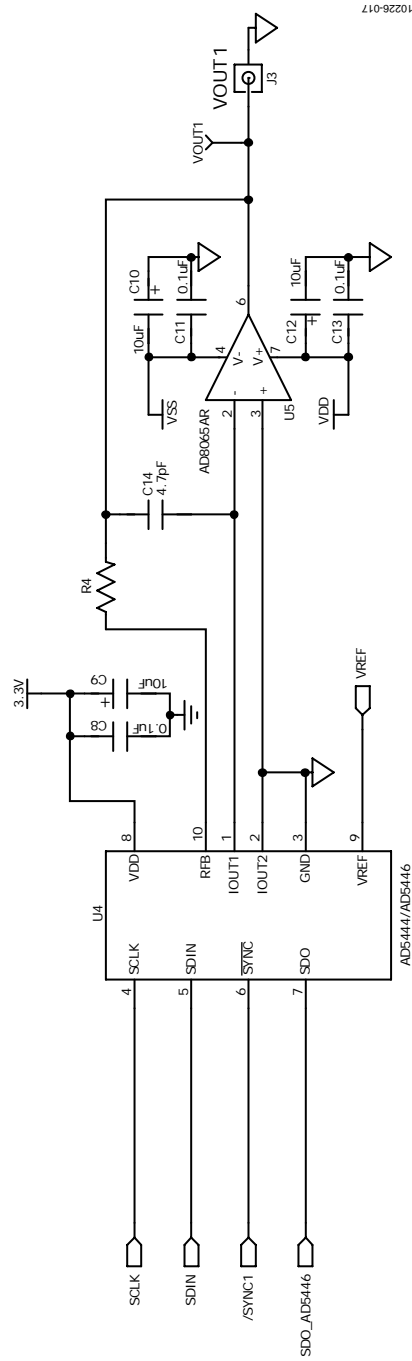 3.3V
C8
0.1uF
C9
10uF
R4
C14
4.7pF
U4
SCLK
4
SCLK
SDIN
5
SDIN
/SYNC1
6
SYNC
SDO_AD5446
7
SDO
8
VDD
10
RFB
1
IOUT1
2
IOUT2
3
GND
9
VREF
VREF
AD5444/AD5446
VSS
10uF
C10
+
C11
0.1uF
AD8065AR
2
-
3
+
4
V-
V+
7
6
U5
VDD
C12
10uF
+
C13
0.1uF
VOUT1
VOUT1
J3
+
10226-017